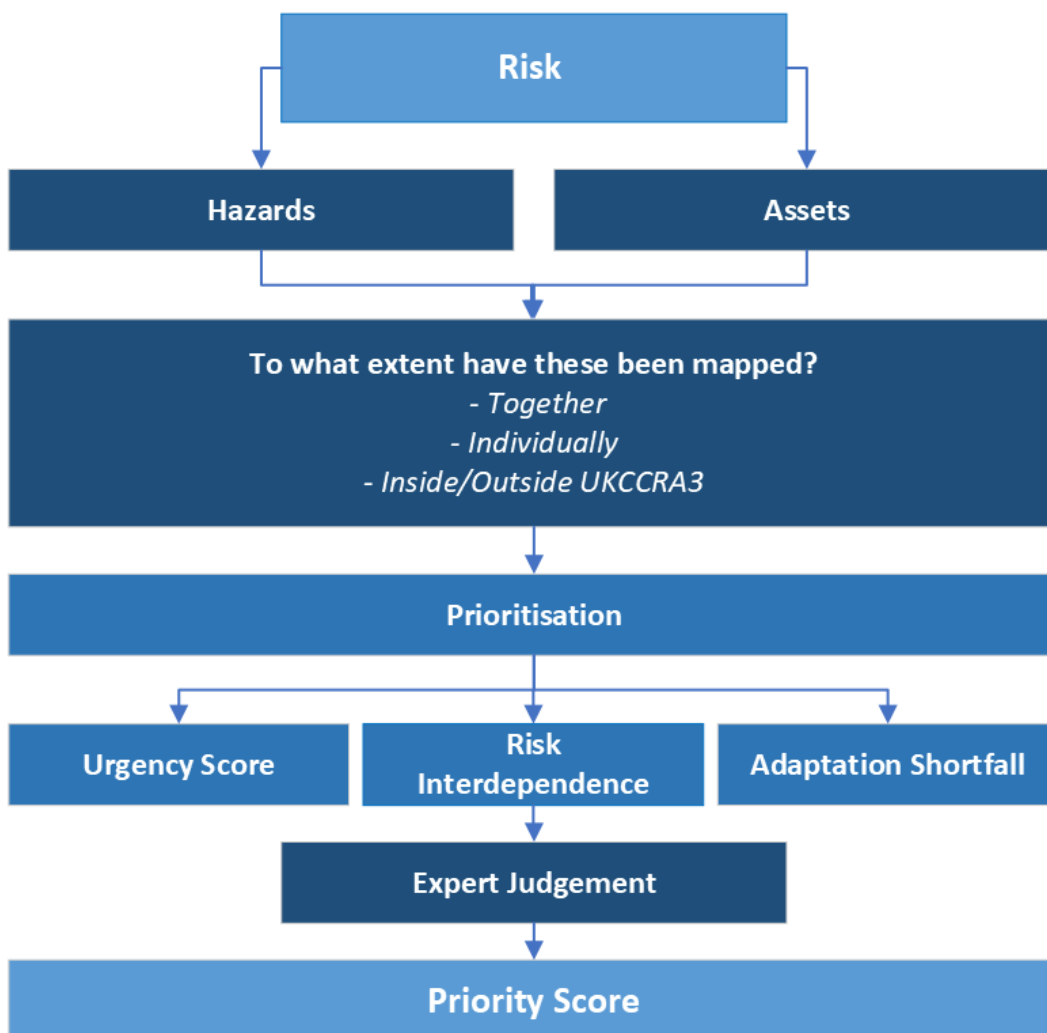 Risk
Hazards
Assets
To what extent have these been mapped?
- Together
- Individually
- Inside/Outside UKCCRA3
Prioritisation
Urgency Score
Risk
Interdependence
Adaptation Shortfall
Expert Judgement
Priority Score